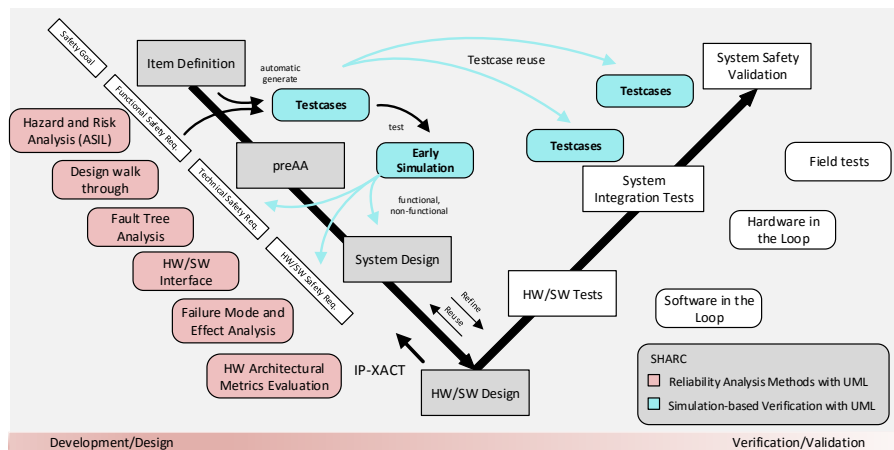 Safety Goal
Item Definition
automatic
generate
Testcase reuse
System Safety
Validation
Functional Safety Req.
Testcases
Testcases
Hazard and Risk
Analysis (ASIL)
test
Testcases
Early
Simulation
preAA
Design walk
through
Technical Safety Req.
functional,
non-functional
System
Integration Tests
Field tests
Fault Tree
Analysis
HW/SW
Interface
HW/SW Safety Req.
System Design
Hardware in
the Loop
Failure Mode and
Effect Analysis
Refine
Reuse
HW/SW Tests
Software in the
Loop
HW Architectural
Metrics Evaluation
IP-XACT
HW/SW Design
SHARC
Reliability Analysis Methods with UML
Simulation-based Verification with UML
Development/Design
Verification/Validation